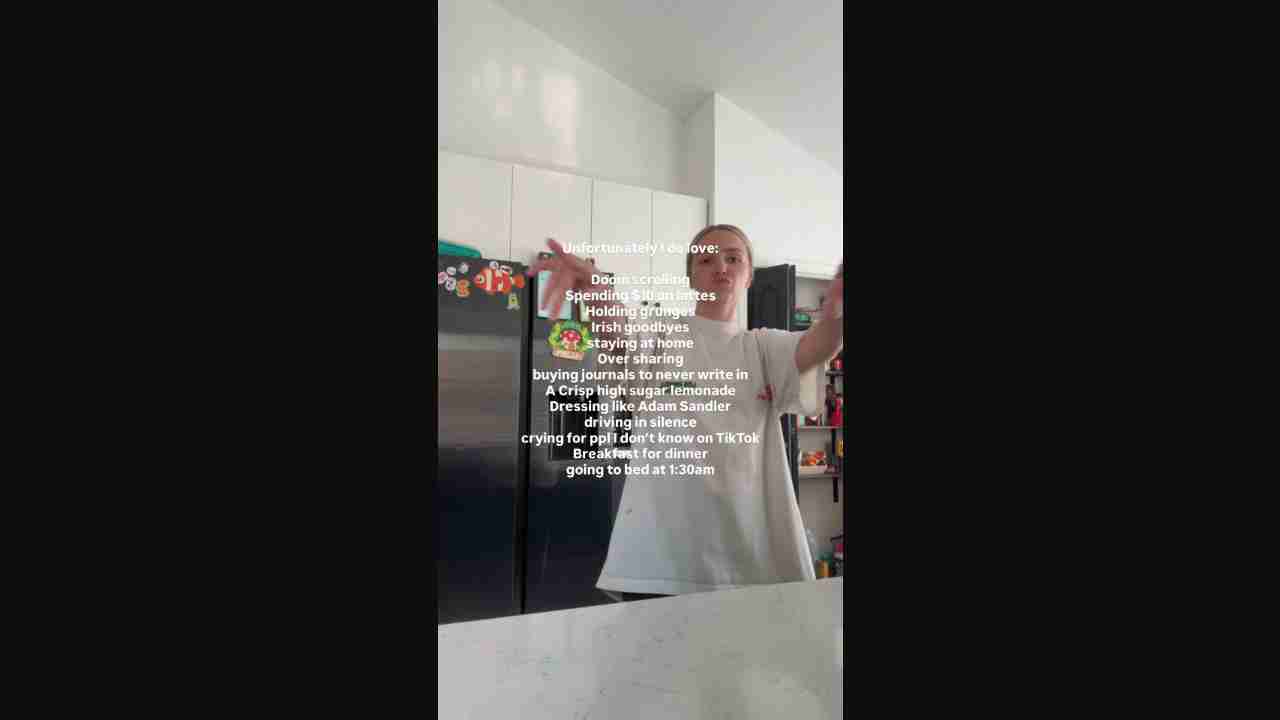 Unfortunately I do love:
Doom scrolling
Spending $10 on lattes
Holding grunges
Irish goodbyes
staying at home
Over sharing
buying journals to never write in
A Crisp high sugar lemonade
Dressing like Adam Sandler
driving in silence
crying for ppl I don't know on TikTok
Breakfast for dinner
going to bed at 1:30am